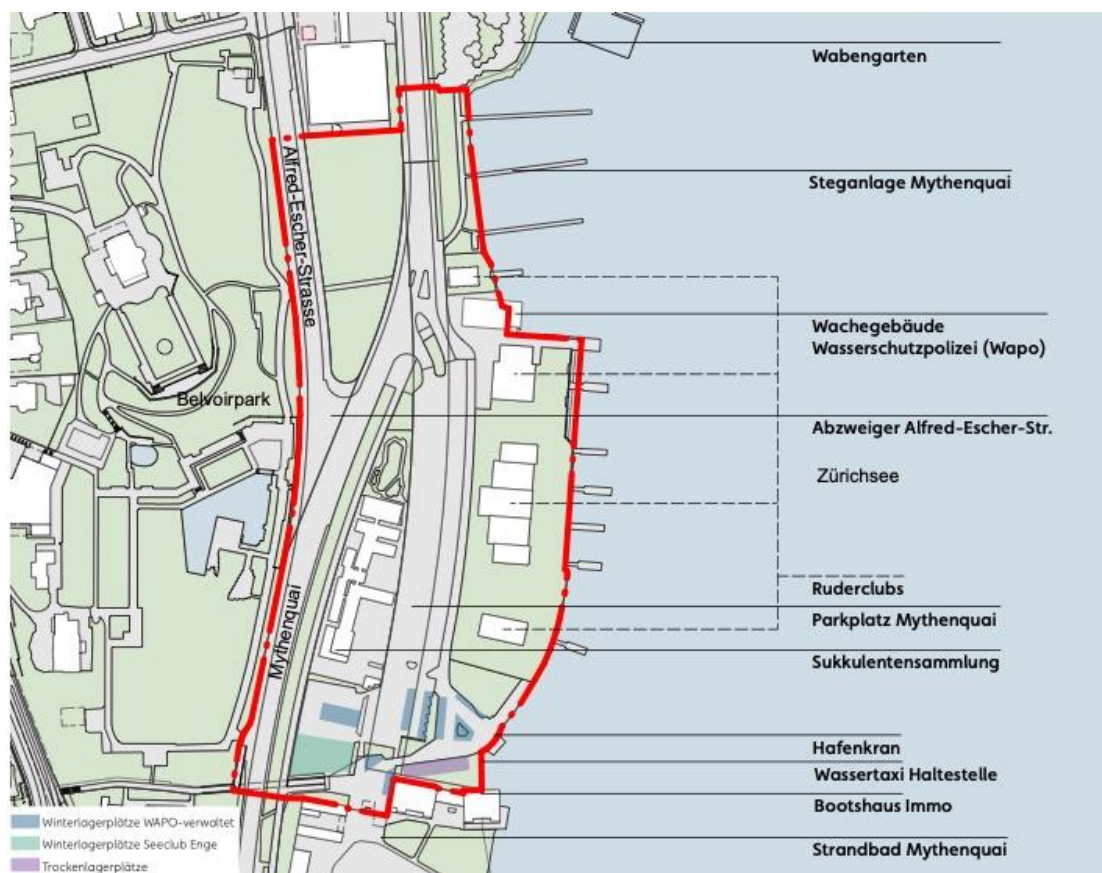 Wabengarten
Steganlage Mythenquai
Alfred-Escher-Strasse
Wachegebäude
Wasserschutzpolizei (Wapo)
Belvoirpark
Abzweiger Alfred-Escher-Str.
Zürichsee
Ruderclubs
Parkplatz Mythenquai
Mythenquai
Sukkulentensammlung
Hafenkran
Wassertaxi Haltestelle
Bootshaus Immo
Strandbad Mythenquai
Winterlagerplätze WAPO-verwaltet
Winterlagerplätze Seeclub Enge
Trockenlagerplätze